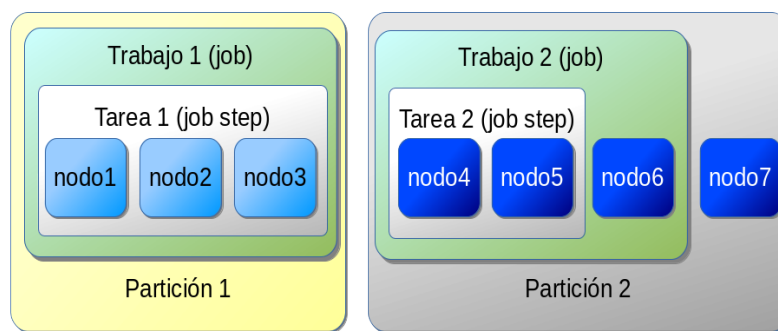 Trabajo 1 (job)
Tarea 1 (job step)
nodo1 nodo2 nodo3
Partición 1
Trabajo 2 (job)
Tarea 2 (job step)
nodo4 nodo5 nodo6 nodo7
Partición 2